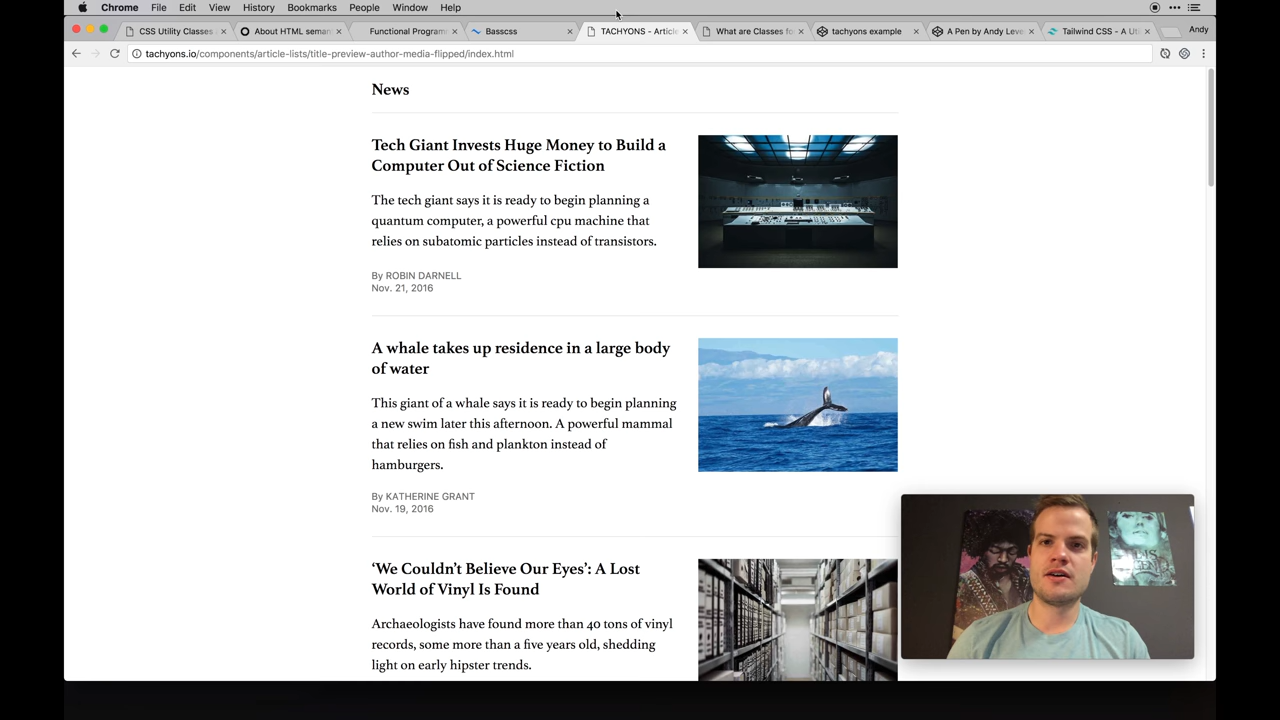 Chrome File Edit View History Bookmarks People Window Help
CSS Utility Classes
About HTML seman
Functional Program
Basscss
TACHYONS - Article
What are Classes fo
tachyons example
A Pen by Andy Leve
Tailwind CSS - A Uti
Andy
tachyons.io/components/article-lists/title-preview-author-media-flipped/index.html
News
Tech Giant Invests Huge Money to Build a
Computer Out of Science Fiction
The tech giant says it is ready to begin planning a
quantum computer, a powerful cpu machine that
relies on subatomic particles instead of transistors.
By ROBIN DARNELL
Nov. 21, 2016
A whale takes up residence in a large body
of water
This giant of a whale says it is ready to begin planning
a new swim later this afternoon. A powerful mammal
that relies on fish and plankton instead of
hamburgers.
By KATHERINE GRANT
Nov. 19, 2016
‘We Couldn’t Believe Our Eyes’: A Lost
World of Vinyl Is Found
Archaeologists have found more than 40 tons of vinyl
records, some more than a five years old, shedding
light on early hipster trends.